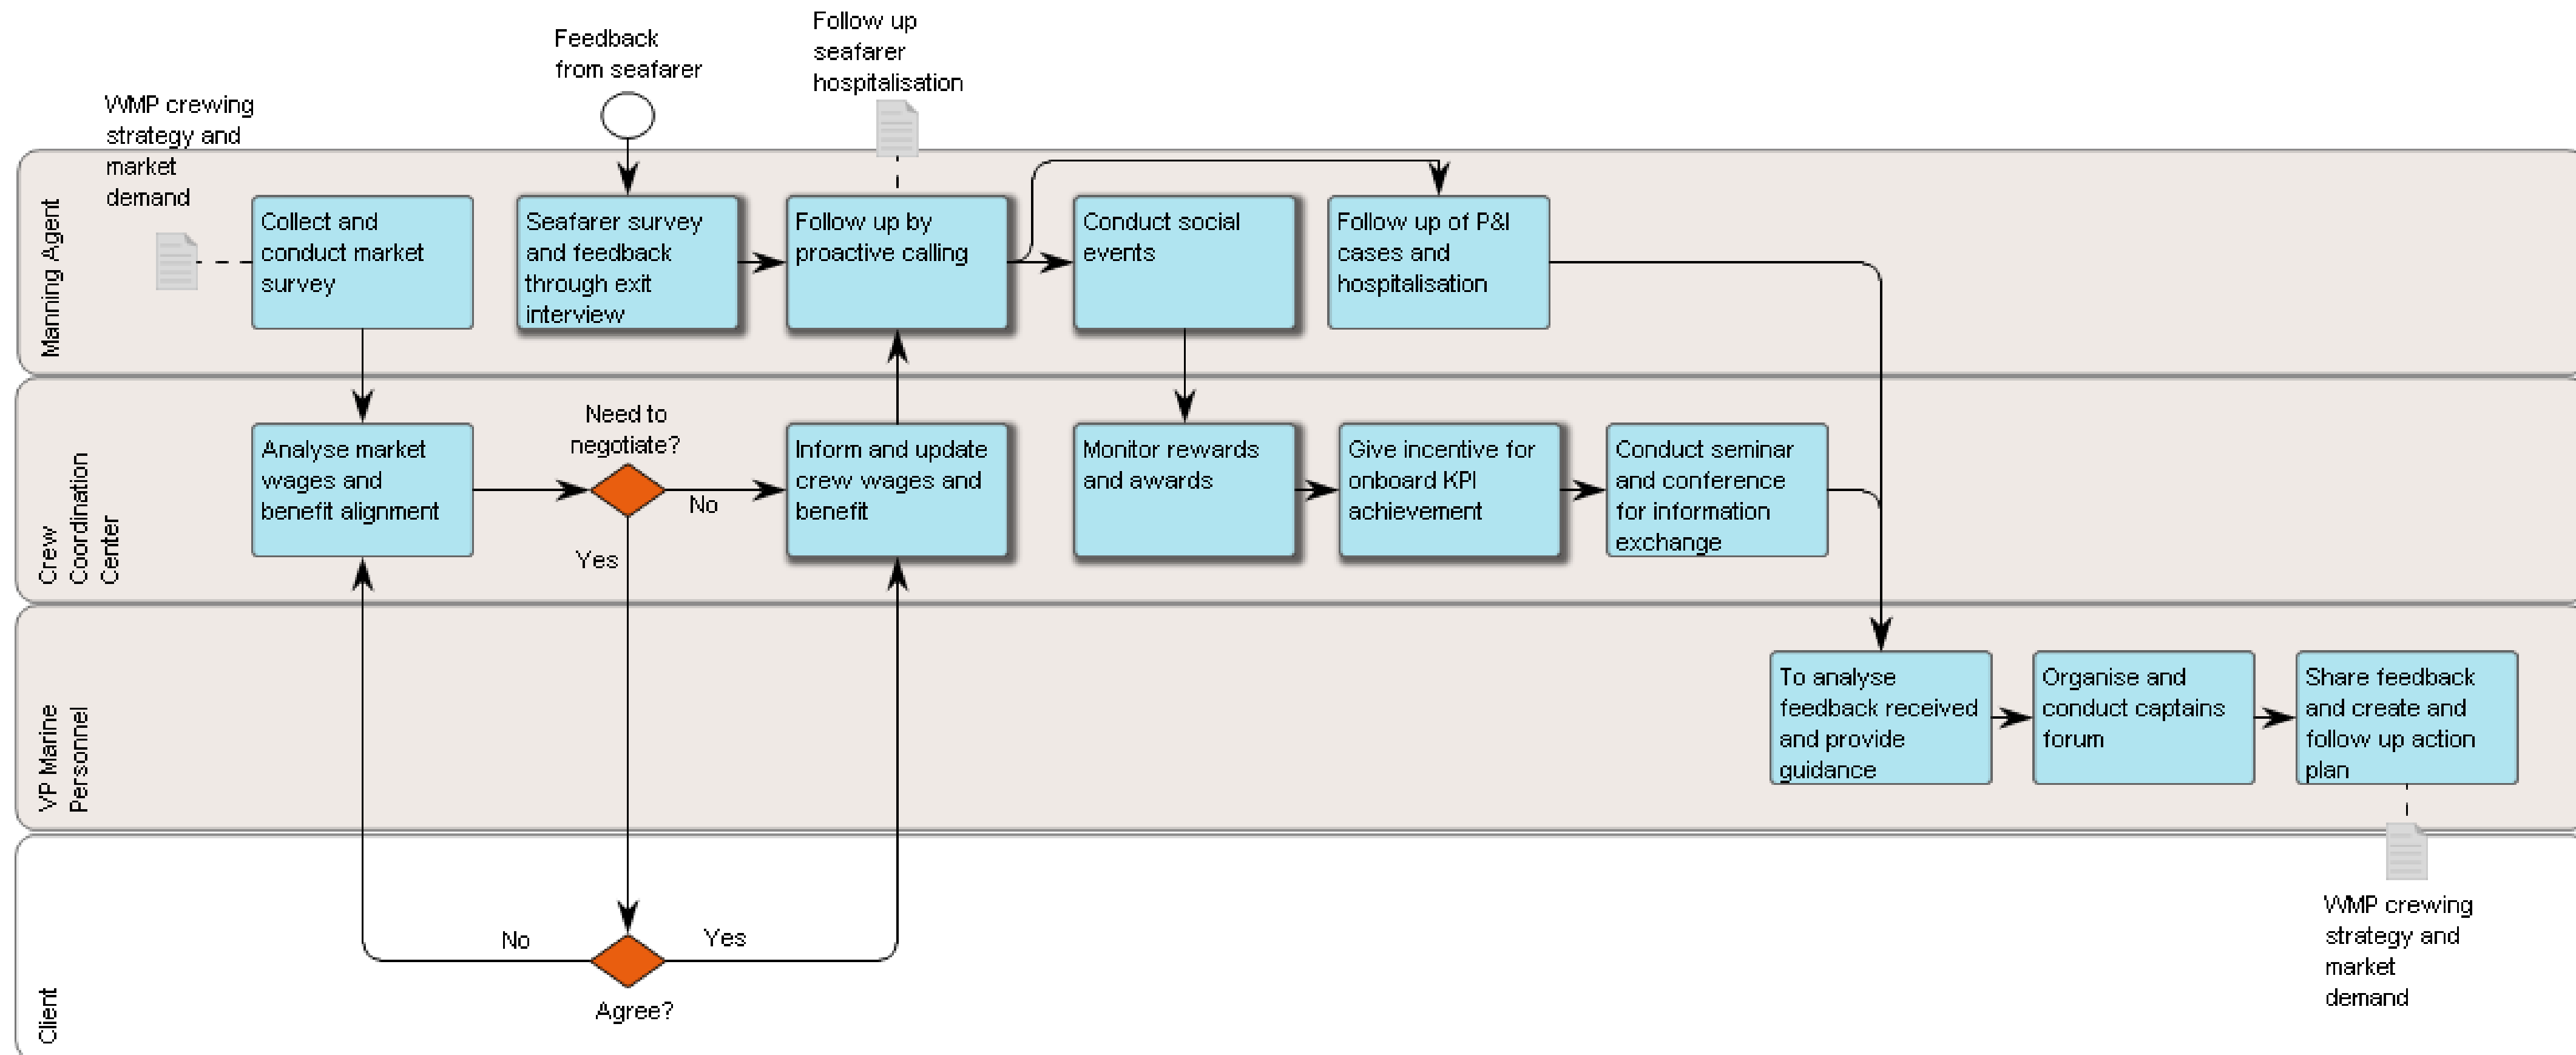 Follow up
seafarer
hospitalisation
Feedback
from seafarer
WMP crewing
strategy and
market
demand
Manning Agent
Collect and
conduct market
survey
Seafarer survey
and feedback
through exit
interview
Follow up by
proactive calling
Conduct social
events
Follow up of P&I
cases and
hospitalisation
Crew
Coordination
Center
Analyse market
wages and
benefit alignment
Need to
negotiate?
No
Yes
Inform and update
crew wages and
benefit
Monitor rewards
and awards
Give incentive for
onboard KPI
achievement
Conduct seminar
and conference
for information
exchange
VP Marine
Personnel
To analyse
feedback received
and provide
guidance
Organise and
conduct captains
forum
Share feedback
and create and
follow up action
plan
Client
No
Yes
Agree?
WMP crewing
strategy and
market
demand